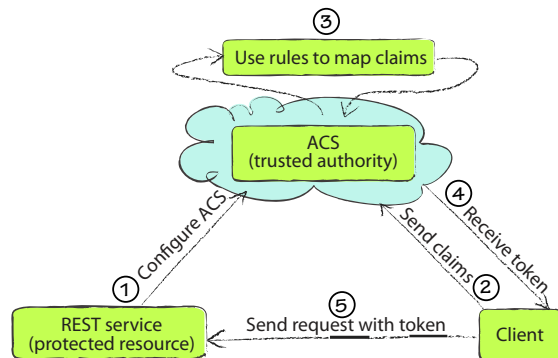 3
Use rules to map claims
ACS
(trusted authority)
4
Configure ACS
Send claims
Receive token
1
2
5
REST service
(protected resource)
Send request with token
Client